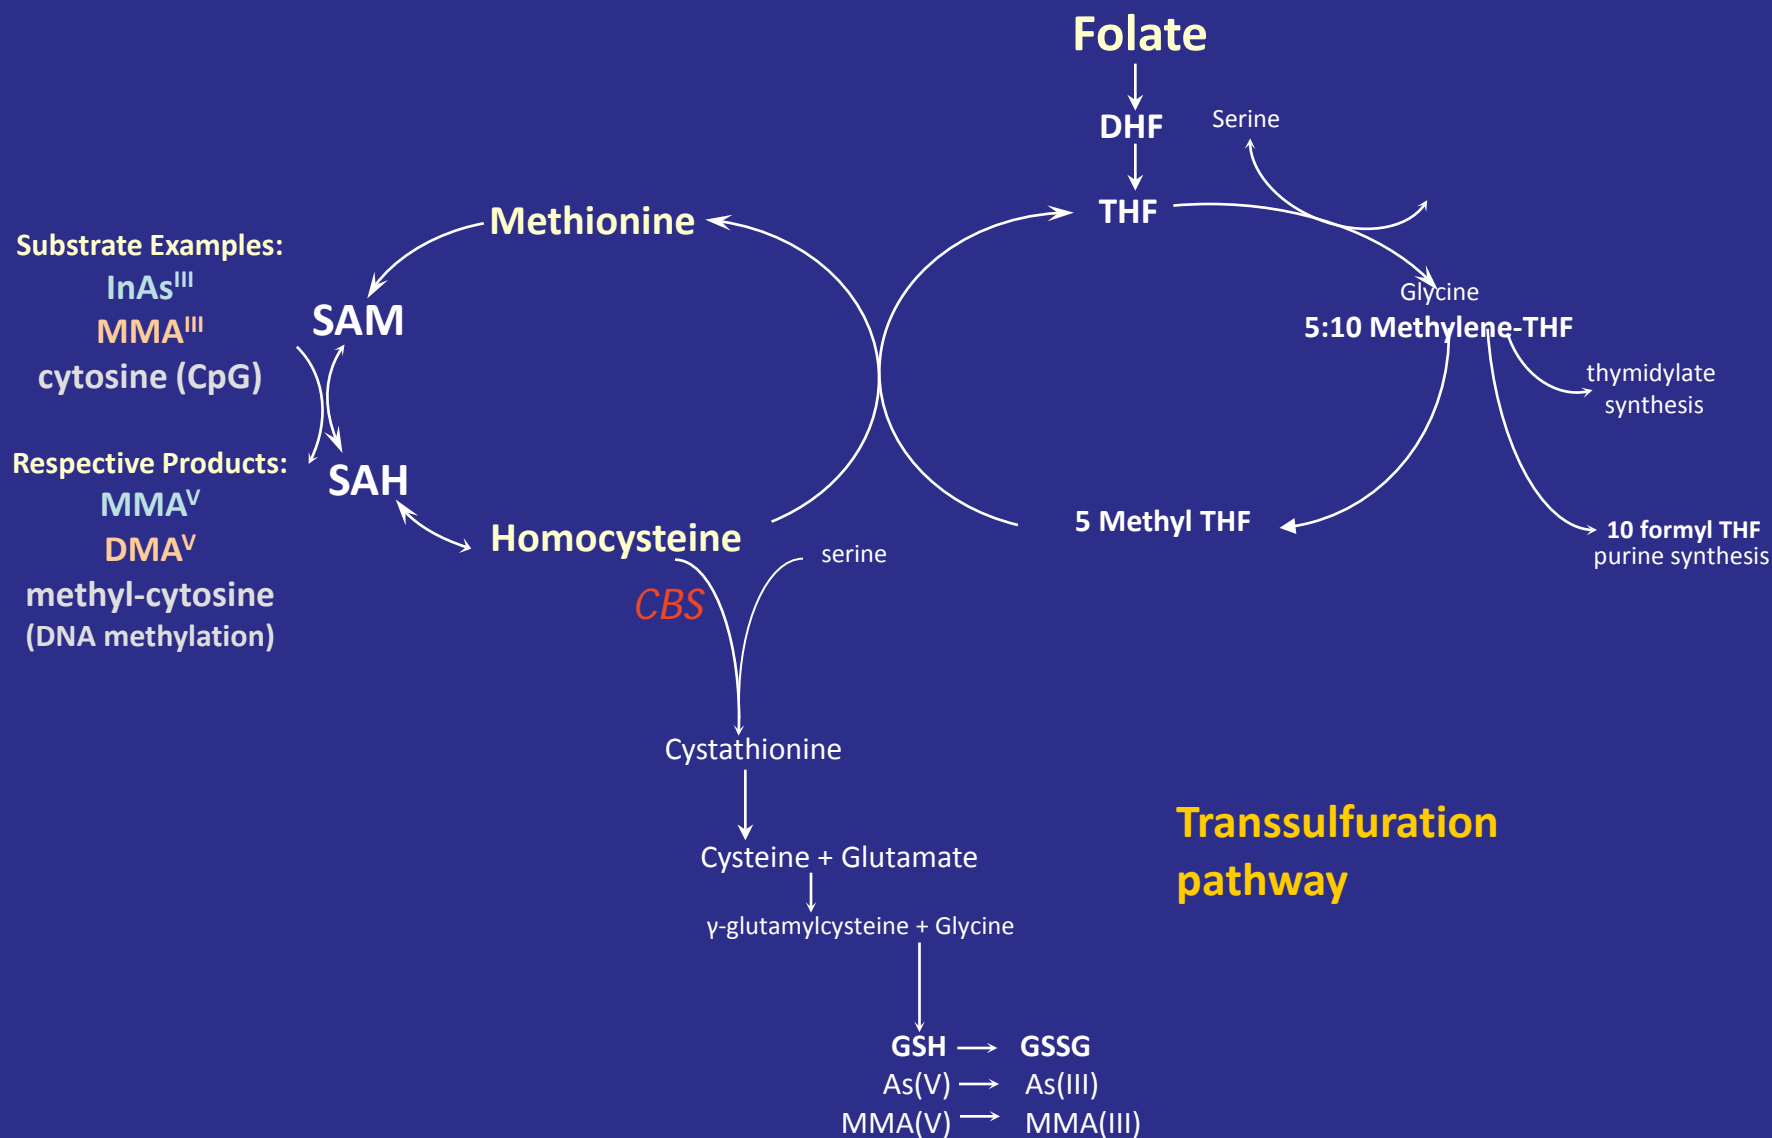 Folate
DHF
Serine
THF
Methionine
Substrate Examples:
InAsIII
MMAIII
cytosine (CpG)
SAM
Glycine
5:10 Methylene-THF
thymidylate
synthesis
Respective Products:
MMAV
DMAV
methyl-cytosine
(DNA methylation)
SAH
Homocysteine
5 Methyl THF
10 formyl THF
purine synthesis
serine
CBS
Cystathionine
Transsulfuration
pathway
Cysteine + Glutamate
γ-glutamylcysteine + Glycine
GSH GSSG
As(V) As(III)
MMA(V) MMA(III)